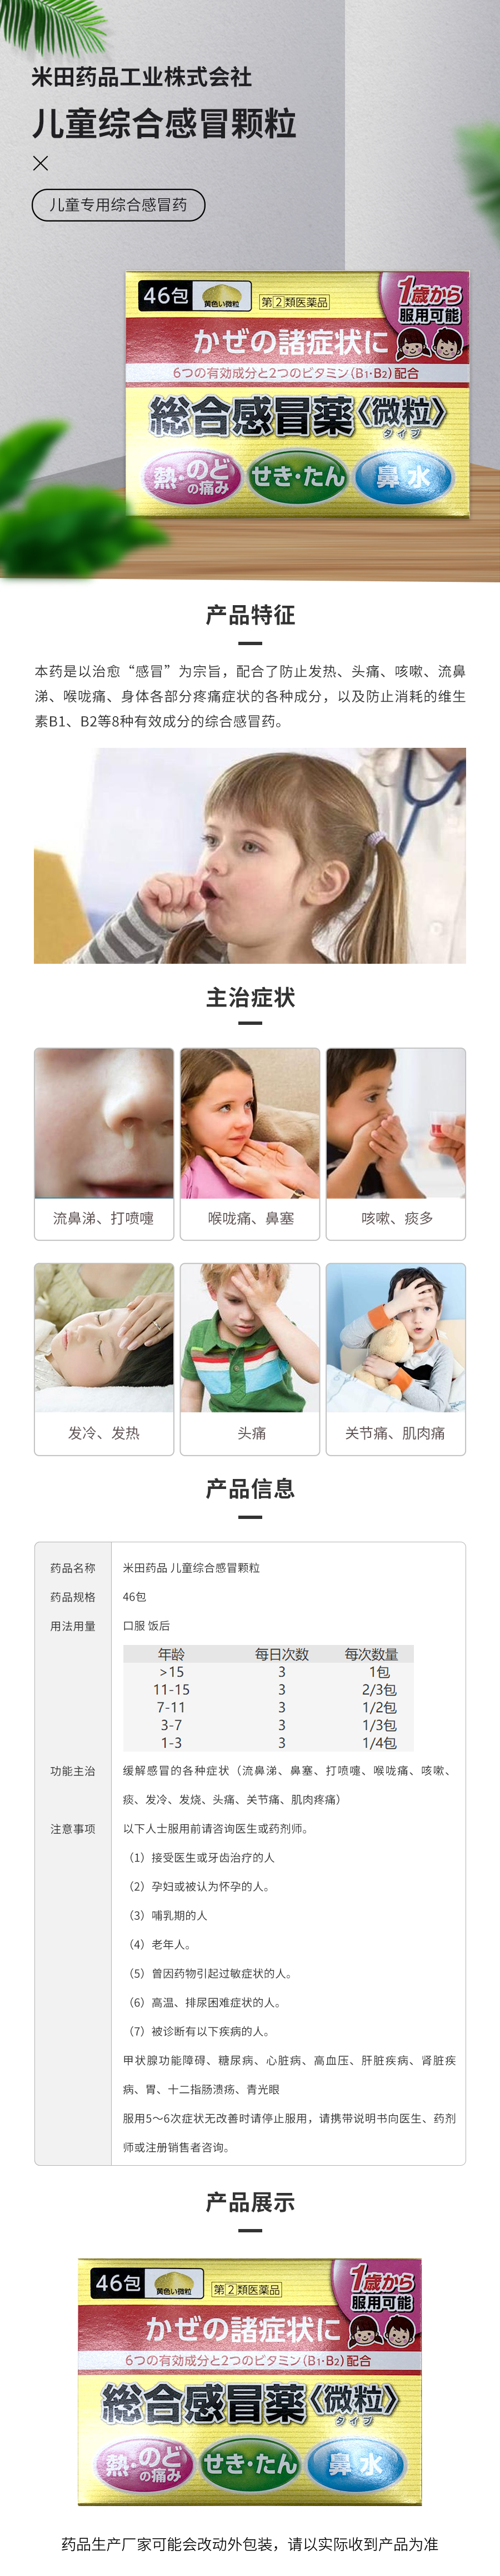 米田药品工业株式会社
儿童综合感冒颗粒
儿童专用综合感冒药
46包
黄色い微粒
第②類医薬品
1歳から
服用可能
かぜの諸症状に
6つの有効成分と2つのビタミン(B1・B2)配合
総合感冒薬〈微粒〉
タイプ
熱・のどの痛み
せき・たん
鼻水
产品特征
本药是以治愈“感冒”为宗旨，配合了防止发热、头痛、咳嗽、流鼻
涕、喉咙痛、身体各部分疼痛症状的各种成分，以及防止消耗的维生
素B1、B2等8种有效成分的综合感冒药。
主治症状
流鼻涕、打喷嚏
喉咙痛、鼻塞
咳嗽、痰多
发冷、发热
头痛
关节痛、肌肉痛
产品信息
药品名称 米田药品 儿童综合感冒颗粒
药品规格 46包
用法用量 口服 饭后
年龄 每日次数 每次数量
>15 3 1包
11-15 3 2/3包
7-11 3 1/2包
3-7 3 1/3包
1-3 3 1/4包
功能主治 缓解感冒的各种症状（流鼻涕、鼻塞、打喷嚏、喉咙痛、咳嗽、
痰、发冷、发烧、头痛、关节痛、肌肉疼痛）
注意事项 以下人士服用前请咨询医生或药剂师。
（1）接受医生或牙齿治疗的人
（2）孕妇或被认为怀孕的人。
（3）哺乳期的人
（4）老年人。
（5）曾因药物引起过敏症状的人。
（6）高温、排尿困难症状的人。
（7）被诊断有以下疾病的人。
甲状腺功能障碍、糖尿病、心脏病、高血压、肝脏疾病、肾脏疾
病、胃、十二指肠溃疡、青光眼
服用5～6次症状无改善时请停止服用，请携带说明书向医生、药剂
师或注册销售者咨询。
产品展示
46包
黄色い微粒
第②類医薬品
1歳から
服用可能
かぜの諸症状に
6つの有効成分と2つのビタミン(B1・B2)配合
総合感冒薬〈微粒〉
タイプ
熱・のどの痛み
せき・たん
鼻水
药品生产厂家可能会改动外包装，请以实际收到产品为准